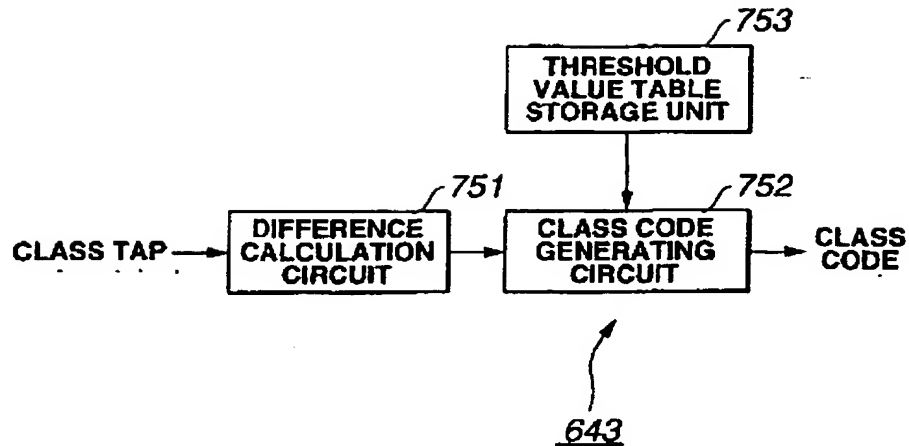 753
THRESHOLD
VALUE TABLE
STORAGE UNIT
751
752
CLASS TAP
DIFFERENCE
CALCULATION
CIRCUIT
CLASS CODE
GENERATING
CIRCUIT
CLASS
CODE
643